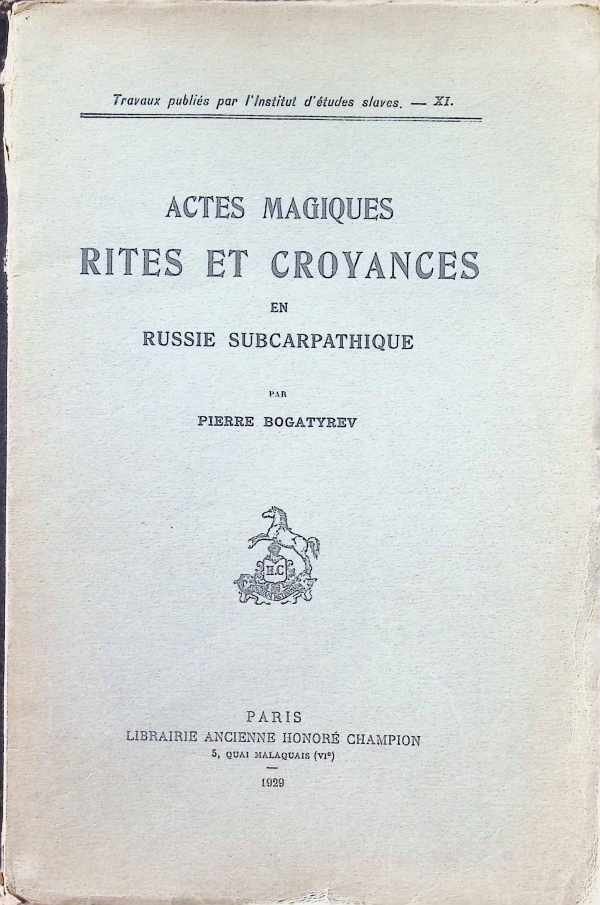 Travaux publiés par l'Institut d'études slaves. — XI.
ACTES MAGIQUES
RITES ET CROYANCES
EN
RUSSIE SUBCARPATHIQUE
PAR
PIERRE BOGATYREV
H.C
PARIS
LIBRAIRIE ANCIENNE HONORÉ CHAMPION
5, QUAI MALAQUAIS (VIe)
1929